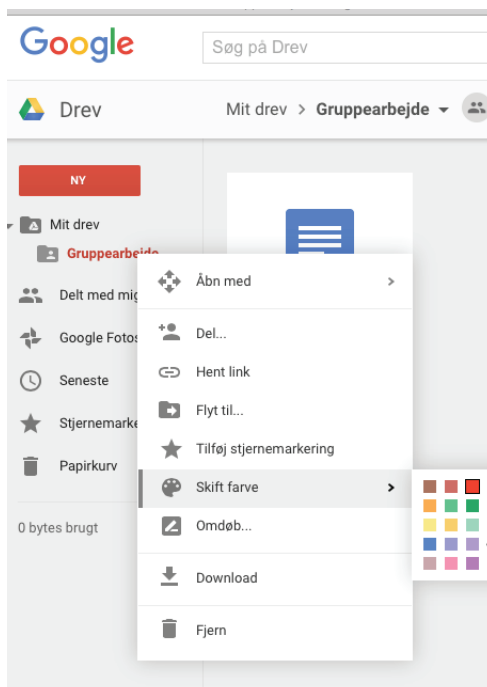 Google
Søg på Drev
Drev
Mit drev > Gruppearbejde
NY
Mit drev
Gruppearbejde
Åbn med
Delt med mig
Del...
Google Fotos
Hent link
Seneste
Flyt til...
Stjernemarke
Tilføj stjernemarkering
Papirkurv
Skift farve
0 bytes brugt
Omdøb...
Download
Fjern